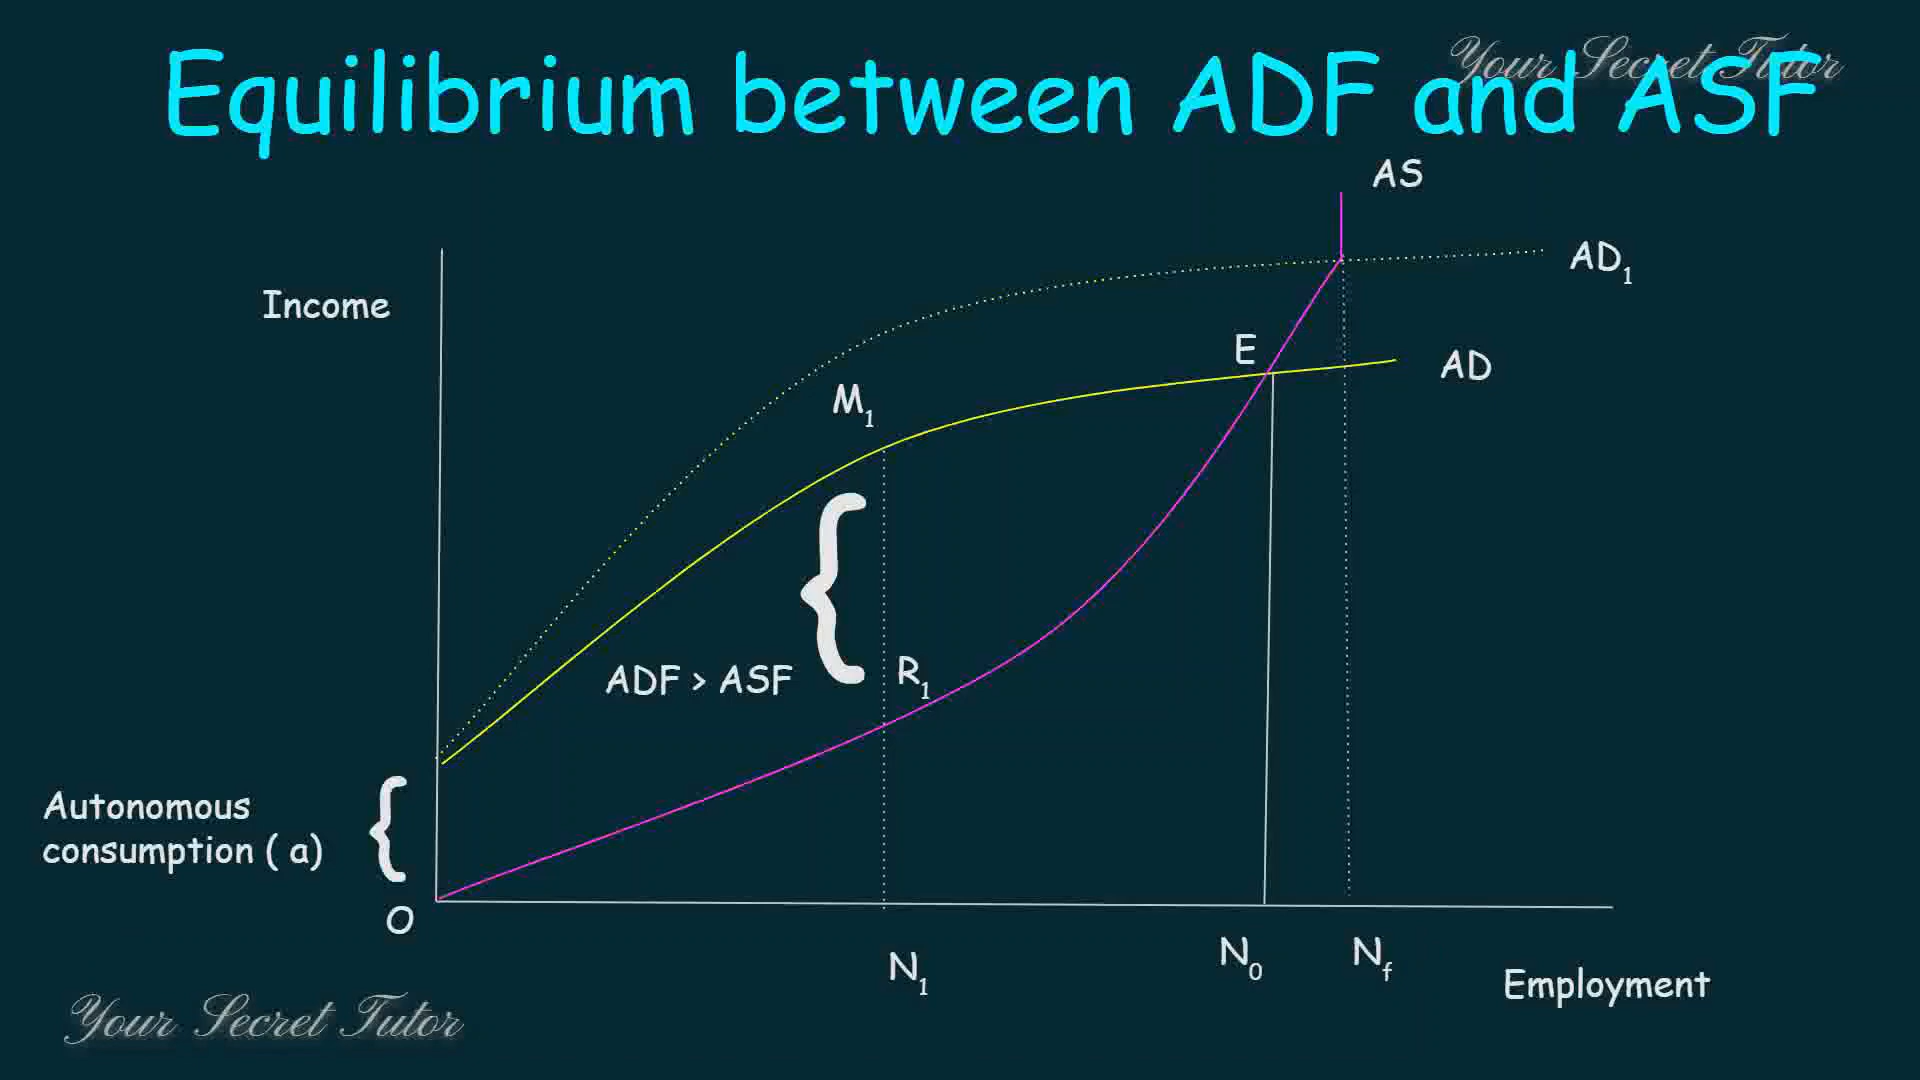 Equilibrium between ADF and ASF
Your Secret Tutor
AS
AD1
Income
E
AD
M1
ADF > ASF
R1
Autonomous
consumption ( a)
O
N1
N0
Nf
Employment
Your Secret Tutor